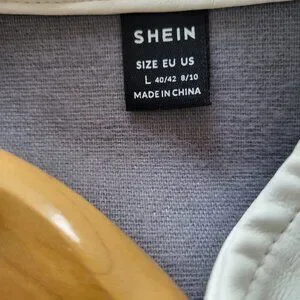 SHEIN
SIZE EU US
L 40/42 8/10
MADE IN CHINA